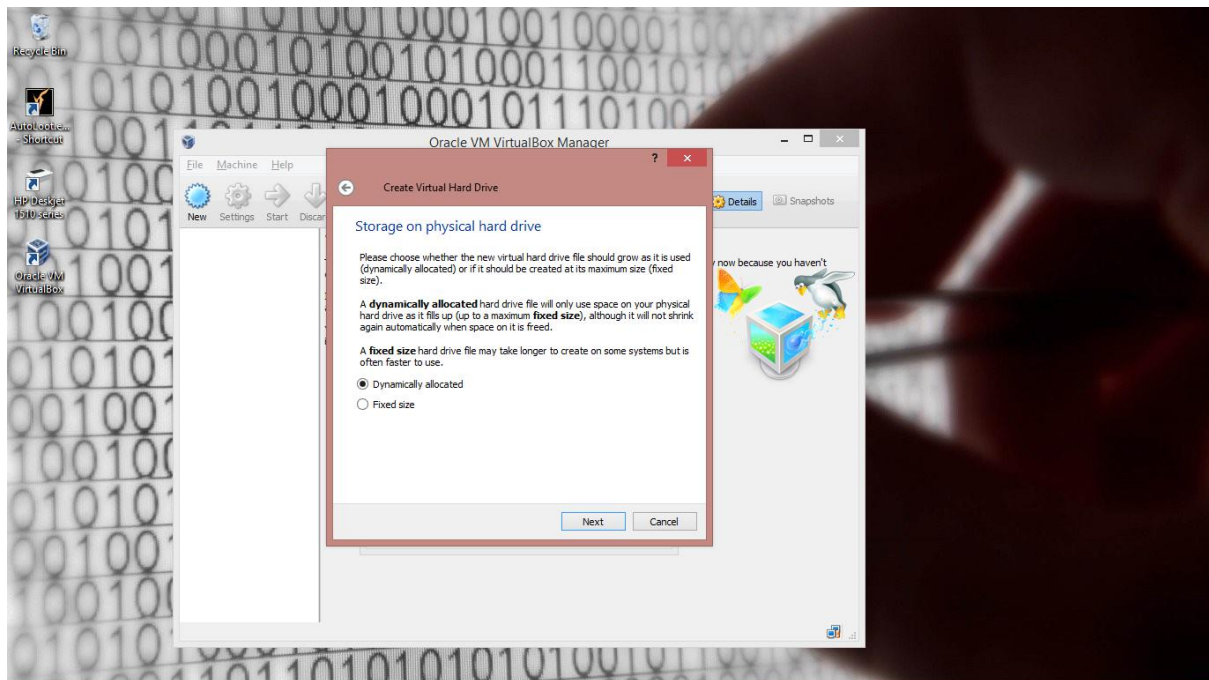 Recycle Bin
- Shortcut
HP Deskjet
1510 series
Oracle VM
VirtualBox
Oracle VM VirtualBox Manager
File Machine Help
New Settings Start Discar
Details Snapshots
now because you haven't
?
Create Virtual Hard Drive
Storage on physical hard drive
Please choose whether the new virtual hard drive file should grow as it is used
(dynamically allocated) or if it should be created at its maximum size (fixed
size).
A dynamically allocated hard drive file will only use space on your physical
hard drive as it fills up (up to a maximum fixed size), although it will not shrink
again automatically when space on it is freed.
A fixed size hard drive file may take longer to create on some systems but is
often faster to use.
Dynamically allocated
Fixed size
Next Cancel